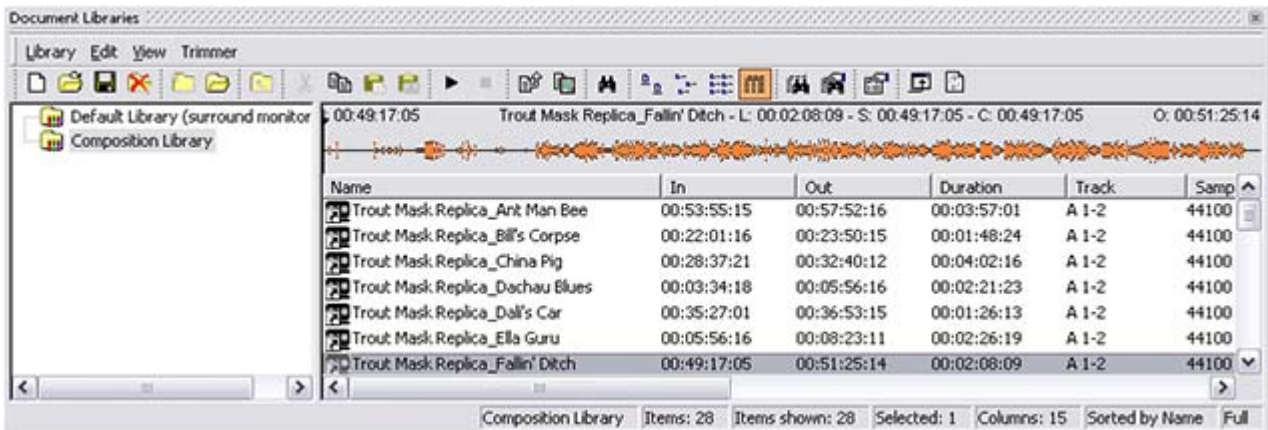 Document Libraries
Library Edit View Trimmer
Default Library (surround monitor
Composition Library
00:49:17:05 Trout Mask Replica_Fallin' Ditch - L: 00:02:08:09 - S: 00:49:17:05 - C: 00:49:17:05 O: 00:51:25:14
Name In Out Duration Track Samp
Trout Mask Replica_Ant Man Bee 00:53:55:15 00:57:52:16 00:03:57:01 A 1-2 44100
Trout Mask Replica_Bill's Corpse 00:22:01:16 00:23:50:15 00:01:48:24 A 1-2 44100
Trout Mask Replica_China Pig 00:28:37:21 00:32:40:12 00:04:02:16 A 1-2 44100
Trout Mask Replica_Dachau Blues 00:03:34:18 00:05:56:16 00:02:21:23 A 1-2 44100
Trout Mask Replica_Dali's Car 00:35:27:01 00:36:53:15 00:01:26:13 A 1-2 44100
Trout Mask Replica_Ella Guru 00:05:56:16 00:08:23:11 00:02:26:19 A 1-2 44100
Trout Mask Replica_Fallin' Ditch 00:49:17:05 00:51:25:14 00:02:08:09 A 1-2 44100
Composition Library Items: 28 Items shown: 28 Selected: 1 Columns: 15 Sorted by Name Full